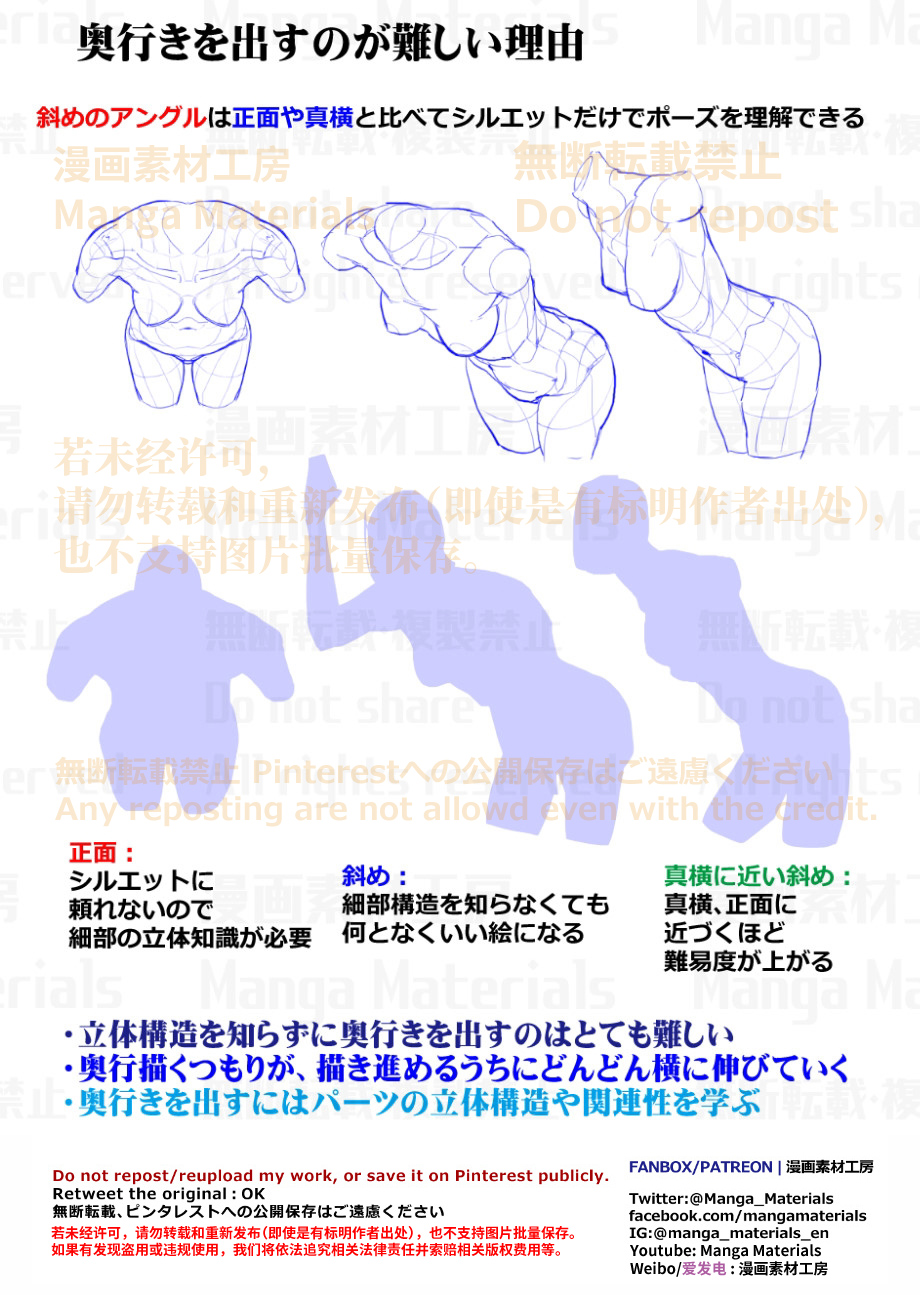 奥行きを出すのが難しい理由
斜めのアングルは正面や真横と比べてシルエットだけでポーズを理解できる
漫画素材工房
無断転載禁止
Manga Materials
Do not repost
若未经许可，
请勿转载和重新发布(即使是有标明作者出处)，
也不支持图片批量保存。
無断転載禁止 Pinterestへの公開保存はご遠慮ください
Any reposting are not allowd even with the credit.
正面：
シルエットに
頼れないので
細部の立体知識が必要
斜め：
細部構造を知らなくても
何となくいい絵になる
真横に近い斜め：
真横、正面に
近づくほど
難易度が上がる
・立体構造を知らずに奥行きを出すのはとても難しい
・奥行描くつもりが、描き進めるうちにどんどん横に伸びていく
・奥行きを出すにはパーツの立体構造や関連性を学ぶ
Do not repost/reupload my work, or save it on Pinterest publicly.
Retweet the original : OK
無断転載、ピンタレストへの公開保存はご遠慮ください
若未经许可，请勿转载和重新发布(即使是有标明作者出处)，也不支持图片批量保存。
如果有发现盗用或违规使用，我们将依法追究相关法律责任并索赔相关版权费用等。
FANBOX/PATREON | 漫画素材工房
Twitter:@Manga_Materials
facebook.com/mangamaterials
IG:@manga_materials_en
Youtube: Manga Materials
Weibo/爱发电 : 漫画素材工房
漫画素材工房
Manga Materials
無断転載・複製禁止
Do not share
All rights reserved